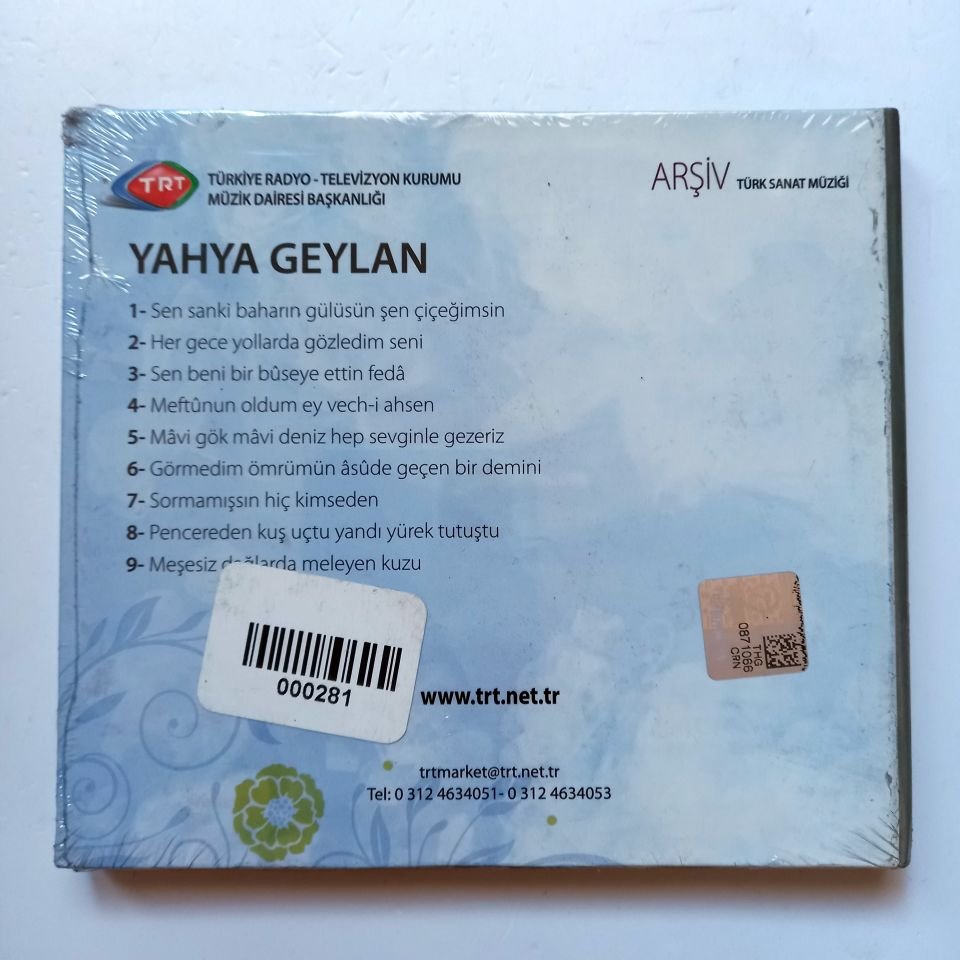 TRT
TÜRKİYE RADYO - TELEVİZYON KURUMU
MÜZİK DAİRESİ BAŞKANLIĞI
ARŞİV TÜRK SANAT MÜZİĞİ
YAHYA GEYLAN
1- Sen sanki baharın gülüsün şen çiçeğimsin
2- Her gece yollarda gözledim seni
3- Sen beni bir bûseye ettin fedâ
4- Meftûnun oldum ey vech-i ahsen
5- Mâvi gök mâvi deniz hep sevginle gezeriz
6- Görmedim ömrümün âsûde geçen bir demini
7- Sormamışsın hiç kimseden
8- Pencereden kuş uçtu yandı yürek tutuştu
9- Meşesiz dağlarda meleyen kuzu
000281
THG
0871066
CRN
www.trt.net.tr
trtmarket@trt.net.tr
Tel: 0 312 4634051- 0 312 4634053